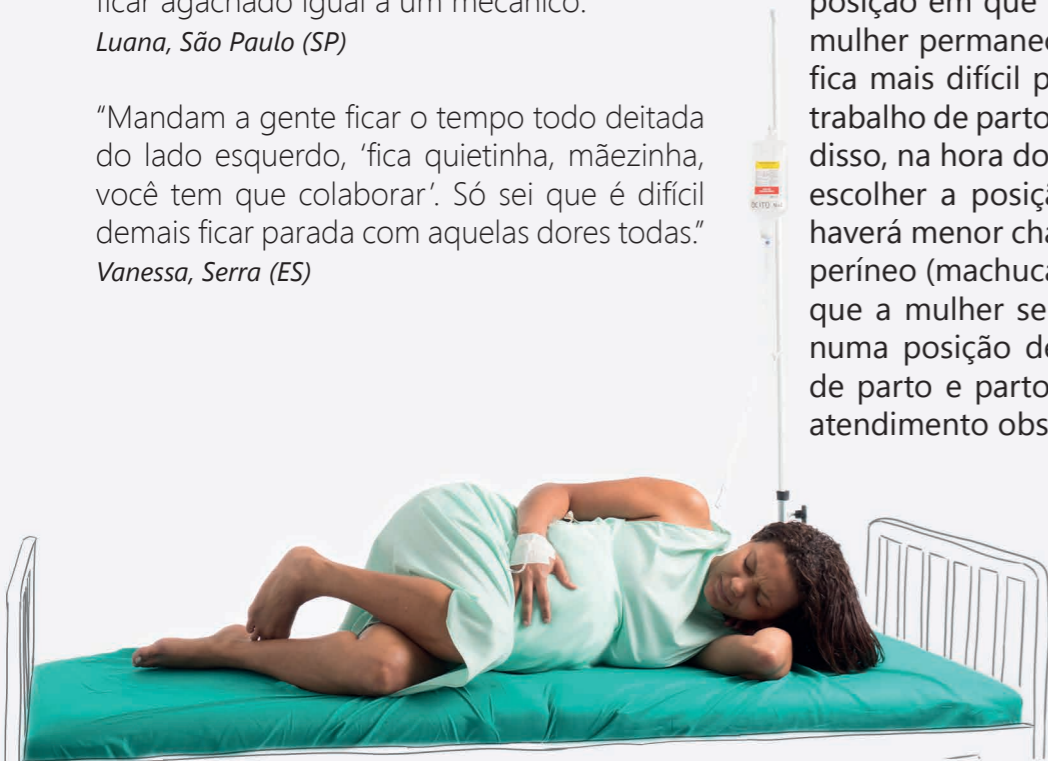 ficar agachado igual a um mecânico.”
Luana, São Paulo (SP)
“Mandam a gente ficar o tempo todo deitada
do lado esquerdo, ‘fica quietinha, mãezinha,
você tem que colaborar’. Só sei que é difícil
demais ficar parada com aquelas dores todas.”
Vanessa, Serra (ES)
posição em que
mulher permanec
fica mais difícil p
trabalho de parto
disso, na hora do
escolher a posiçã
haverá menor cha
períneo (machuca
que a mulher se
numa posição de
de parto e parto
atendimento obs